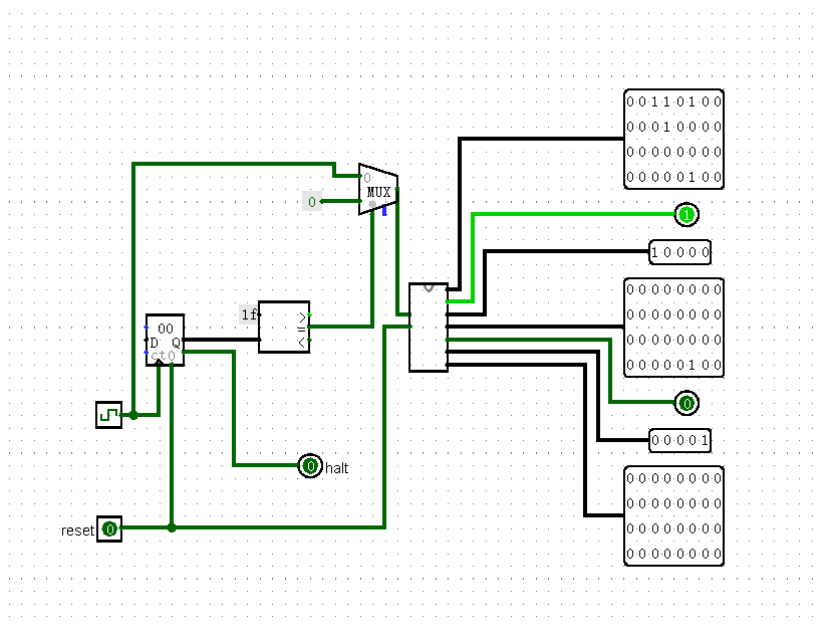 0 0 1 1 0 1 0 0
0 0 0 1 0 0 0 0
0 0 0 0 0 0 0 0
0 0 0 0 0 1 0 0
0
MUX
0
1
1 0 0 0 0
0 0 0 0 0 0 0 0
0 0 0 0 0 0 0 0
0 0 0 0 0 0 0 0
0 0 0 0 0 1 0 0
1f
>
=
<
00
D Q
ct0
0
0 0 0 0 1
0 halt
0 0 0 0 0 0 0 0
0 0 0 0 0 0 0 0
0 0 0 0 0 0 0 0
0 0 0 0 0 0 0 0
reset 0